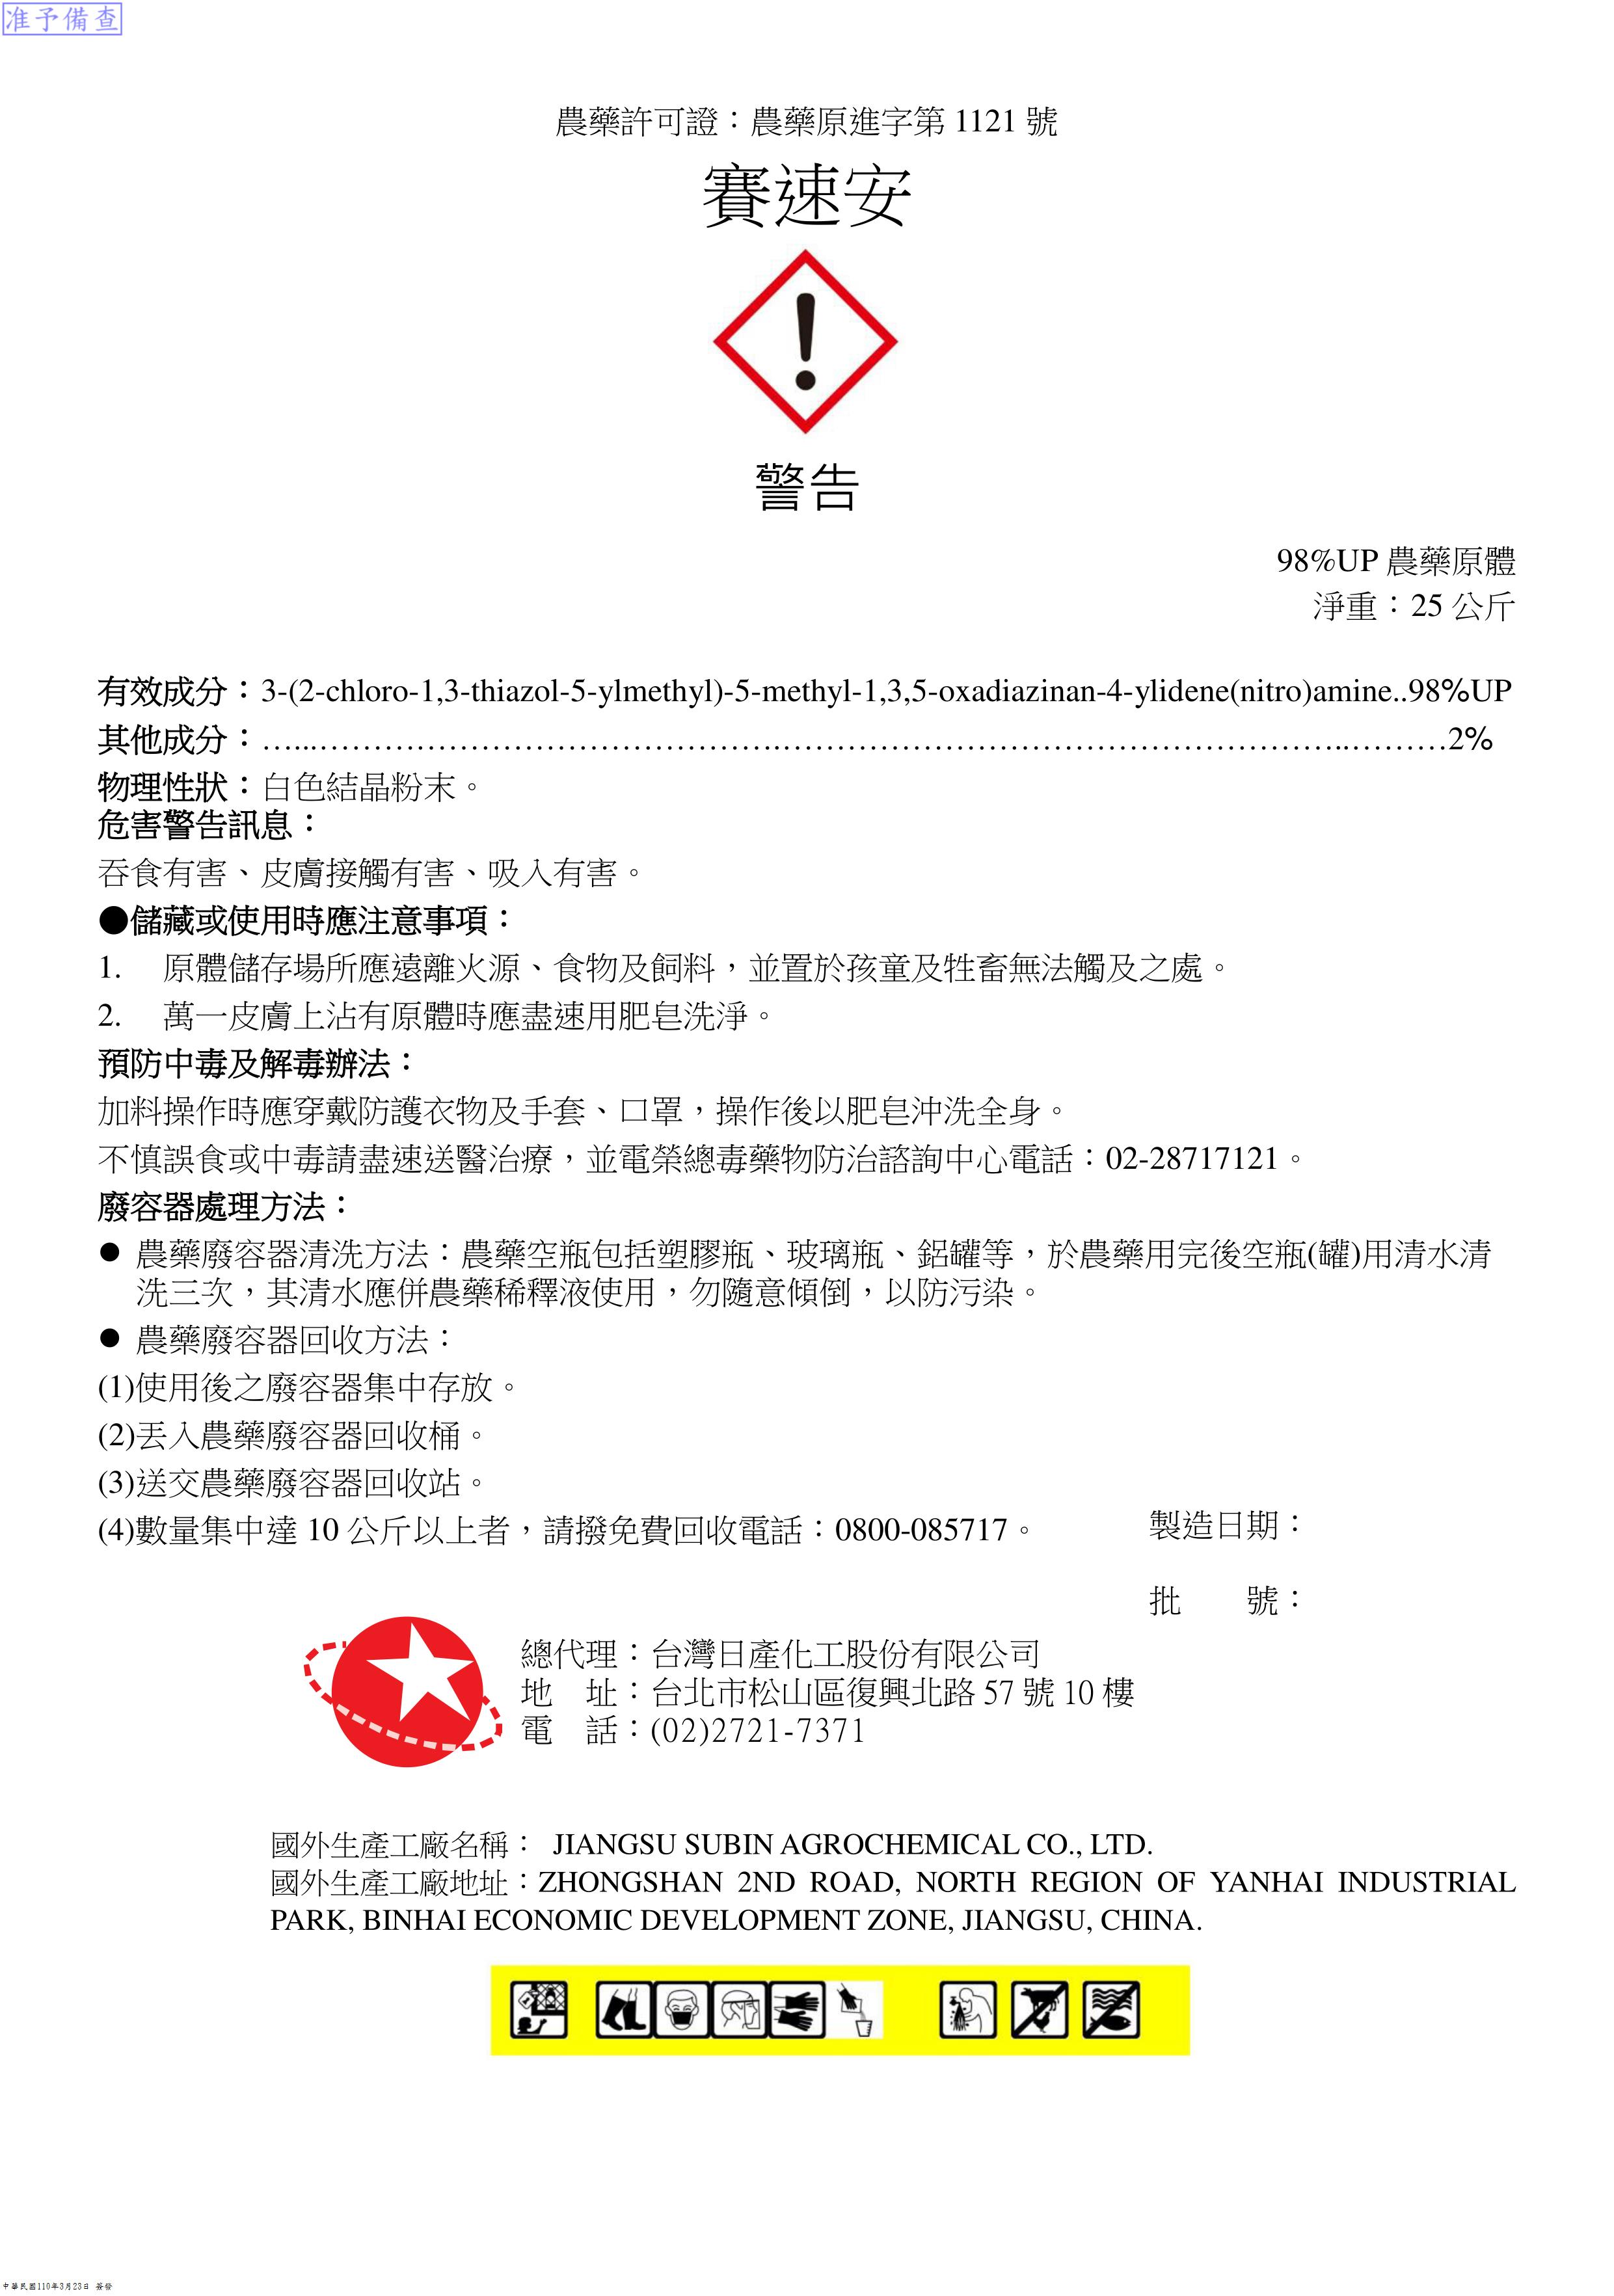 准予備查
農藥許可證：農藥原進字第 1121 號
賽速安
警告
98%UP 農藥原體
淨重：25 公斤
有效成分：3-(2-chloro-1,3-thiazol-5-ylmethyl)-5-methyl-1,3,5-oxadiazinan-4-ylidene(nitro)amine..98%UP
其他成分：…...……………………………………………………………………………………………..………2%
物理性狀：白色結晶粉末。
危害警告訊息：
吞食有害、皮膚接觸有害、吸入有害。
●儲藏或使用時應注意事項：
1. 原體儲存場所應遠離火源、食物及飼料，並置於孩童及牲畜無法觸及之處。
2. 萬一皮膚上沾有原體時應盡速用肥皂洗淨。
預防中毒及解毒辦法：
加料操作時應穿戴防護衣物及手套、口罩，操作後以肥皂沖洗全身。
不慎誤食或中毒請盡速送醫治療，並電榮總毒藥物防治諮詢中心電話：02-28717121。
廢容器處理方法：
● 農藥廢容器清洗方法：農藥空瓶包括塑膠瓶、玻璃瓶、鋁罐等，於農藥用完後空瓶(罐)用清水清
洗三次，其清水應併農藥稀釋液使用，勿隨意傾倒，以防污染。
● 農藥廢容器回收方法：
(1)使用後之廢容器集中存放。
(2)丟入農藥廢容器回收桶。
(3)送交農藥廢容器回收站。
(4)數量集中達 10 公斤以上者，請撥免費回收電話：0800-085717。
製造日期：
批　　號：
總代理：台灣日產化工股份有限公司
地　址：台北市松山區復興北路 57 號 10 樓
電　話：(02)2721-7371
國外生產工廠名稱： JIANGSU SUBIN AGROCHEMICAL CO., LTD.
國外生產工廠地址：ZHONGSHAN 2ND ROAD, NORTH REGION OF YANHAI INDUSTRIAL
PARK, BINHAI ECONOMIC DEVELOPMENT ZONE, JIANGSU, CHINA.
中華民國110年3月23日 簽發